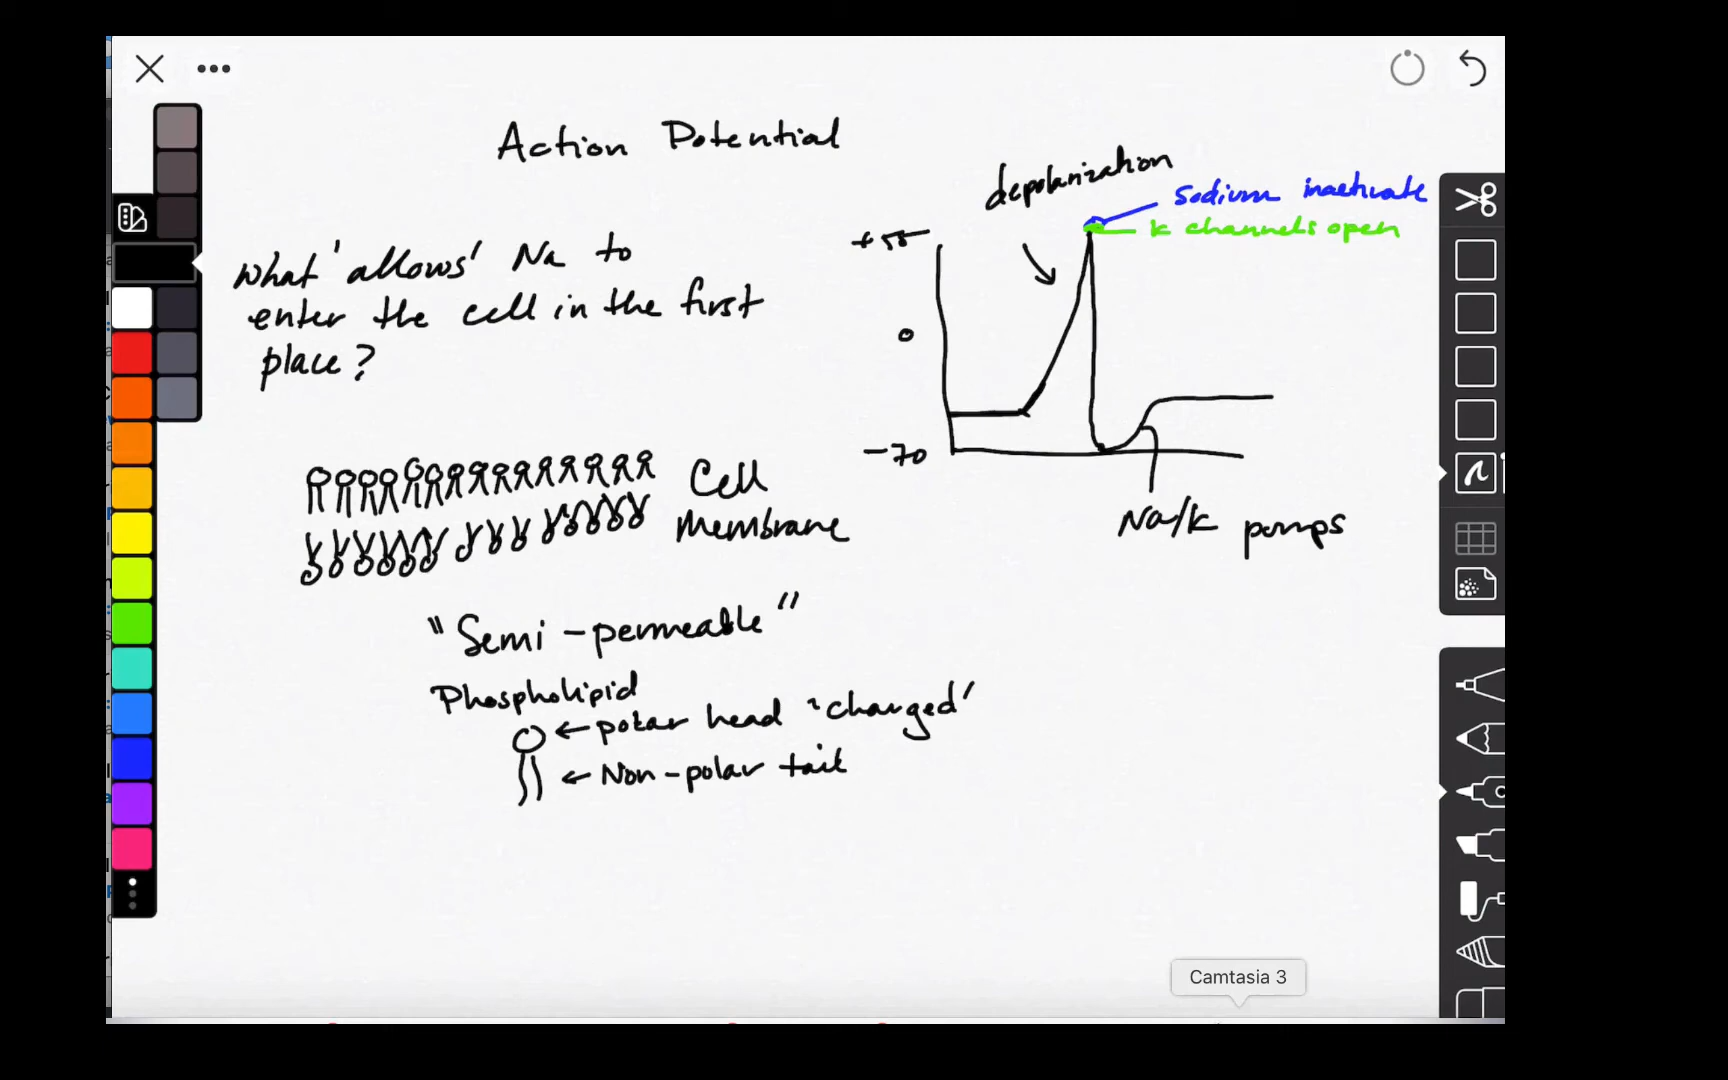 Action Potential
depolarization
Sodium inactivate
K channels open
+55
0
-70
What 'allows' Na to
enter the cell in the first
place?
Na/K pumps
Cell
Membrane
"Semi-permeable"
Phospholipid
←polar head 'charged'
← Non-polar tail
Camtasia 3